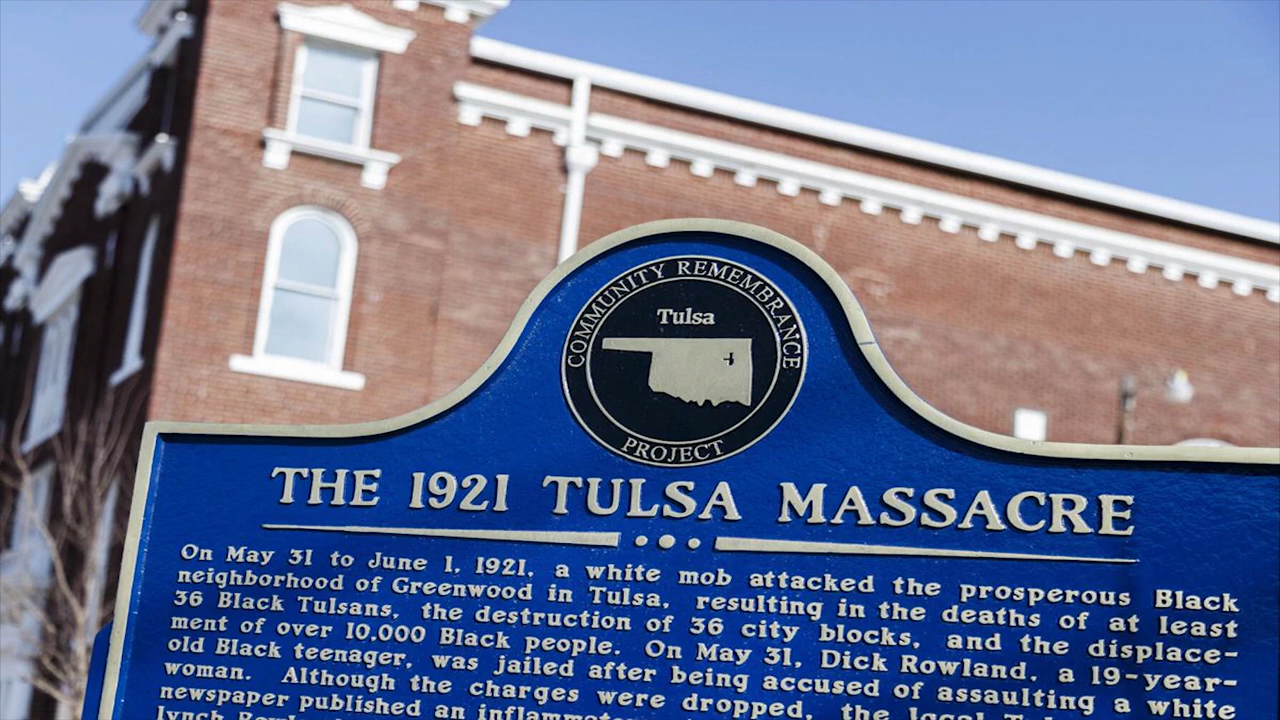 COMMUNITY REMEMBRANCE
Tulsa
PROJECT
THE 1921 TULSA MASSACRE
On May 31 to June 1, 1921, a white mob attacked the prosperous Black
neighborhood of Greenwood in Tulsa, resulting in the deaths of at least
36 Black Tulsans, the destruction of 36 city blocks, and the displace-
ment of over 10,000 Black people. On May 31, Dick Rowland, a 19-year-
old Black teenager, was jailed after being accused of assaulting a white
woman. Although the charges were dropped, the local
newspaper published an
lynch